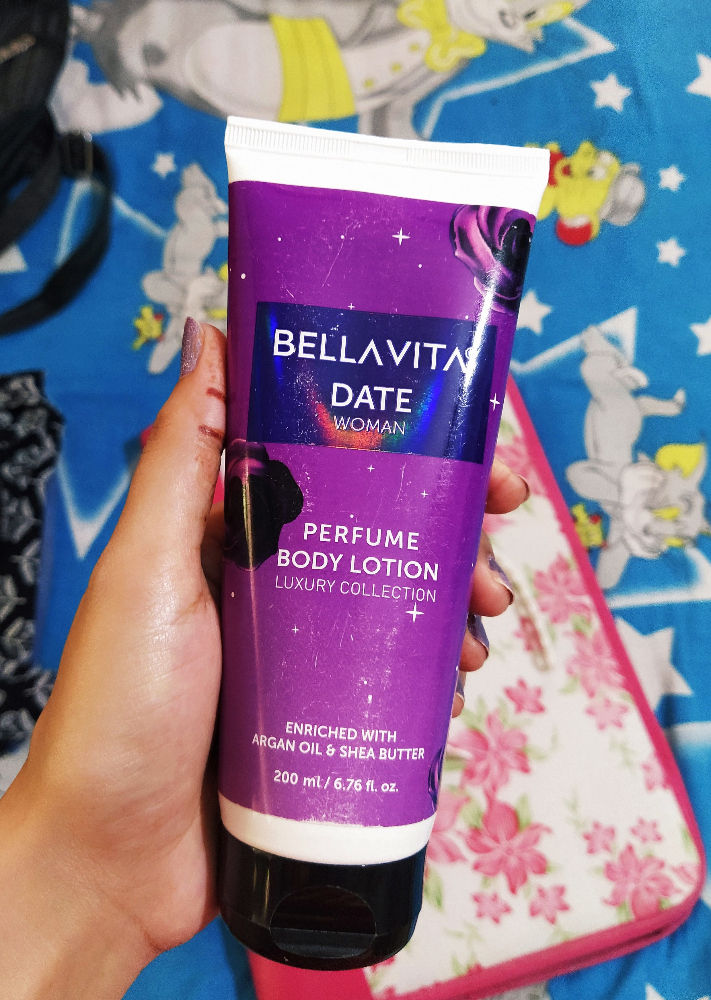 BELLAVITA
DATE
WOMAN
PERFUME
BODY LOTION
LUXURY COLLECTION
ENRICHED WITH
ARGAN OIL & SHEA BUTTER
200 ml / 6.76 fl. oz.